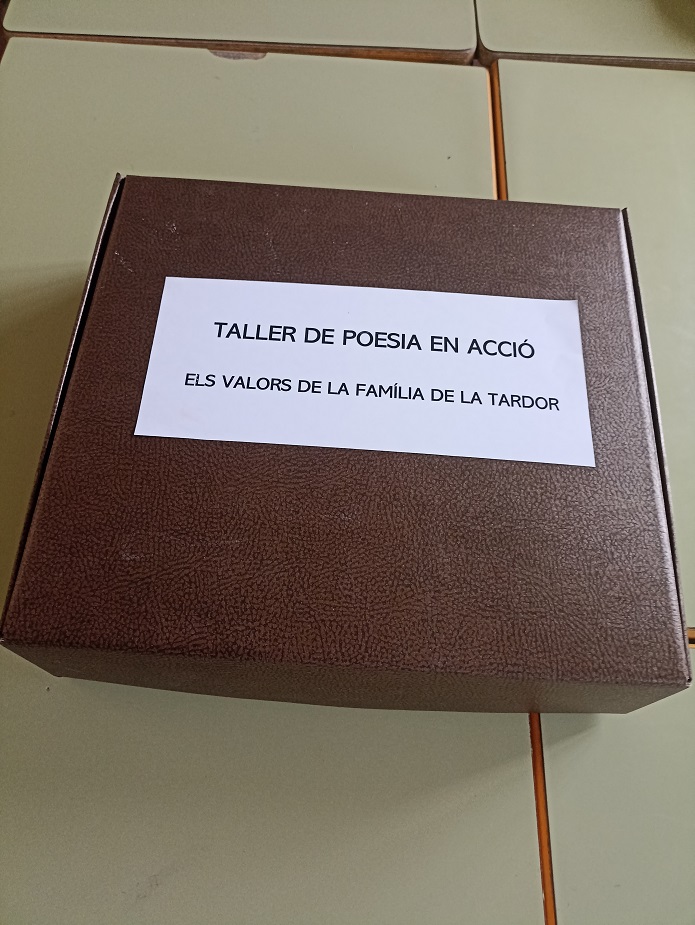 TALLER DE POESIA EN ACCIÓ
ELS VALORS DE LA FAMÍLIA DE LA TARDOR